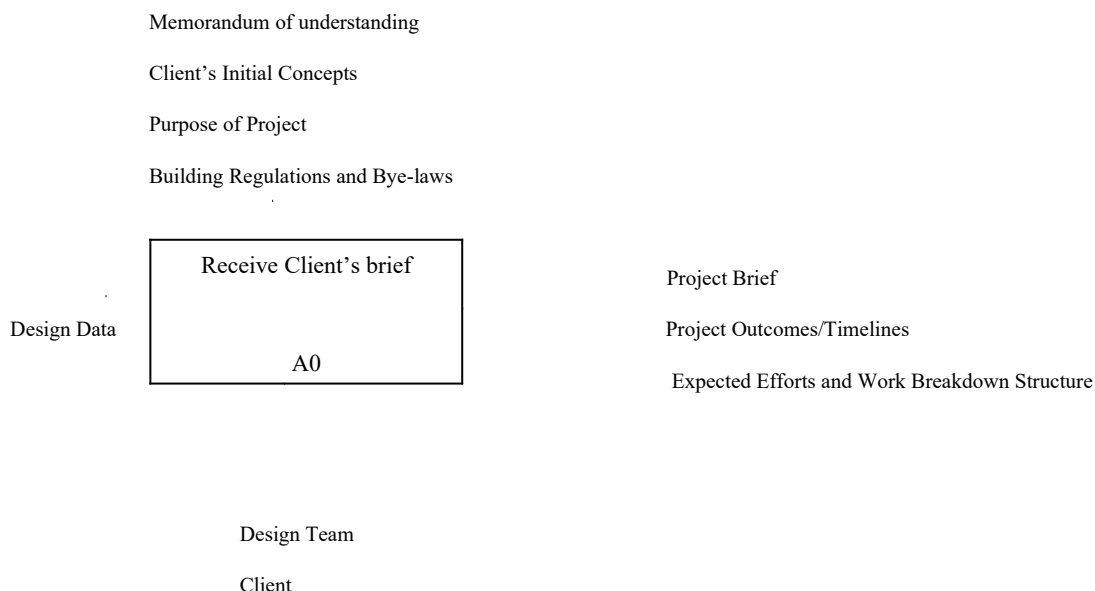 Memorandum of understanding
Client’s Initial Concepts
Purpose of Project
Building Regulations and Bye-laws
Receive Client’s brief
A0
Design Data
Project Brief
Project Outcomes/Timelines
Expected Efforts and Work Breakdown Structure
Design Team
Client